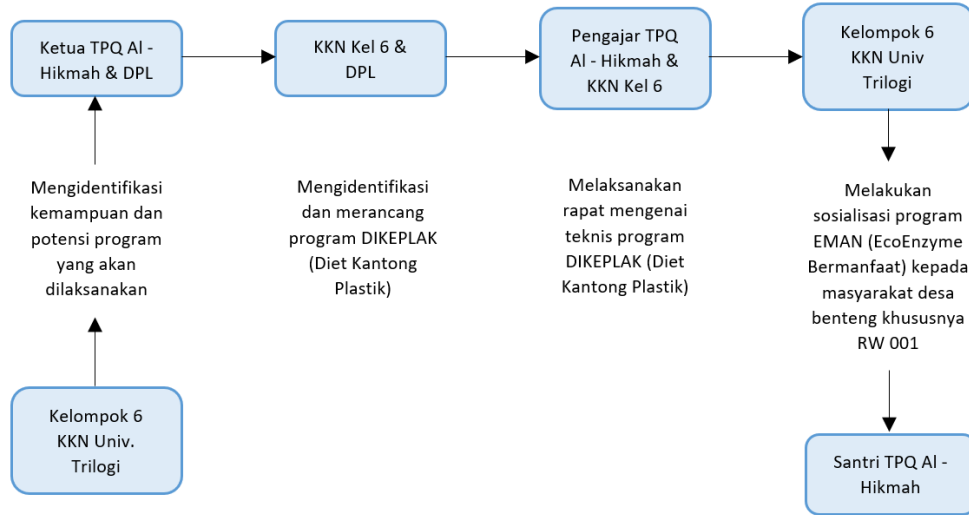 Ketua TPQ Al -
Hikmah & DPL
KKN Kel 6 &
DPL
Pengajar TPQ
Al - Hikmah &
KKN Kel 6
Kelompok 6
KKN Univ
Trilogi
Mengidentifikasi
kemampuan dan
potensi program
yang akan
dilaksanakan
Mengidentifikasi
dan merancang
program DIKEPLAK
(Diet Kantong
Plastik)
Melaksanakan
rapat mengenai
teknis program
DIKEPLAK (Diet
Kantong Plastik)
Melakukan
sosialisasi program
EMAN (EcoEnzyme
Bermanfaat) kepada
masyarakat desa
benteng khususnya
RW 001
Kelompok 6
KKN Univ.
Trilogi
Santri TPQ Al -
Hikmah